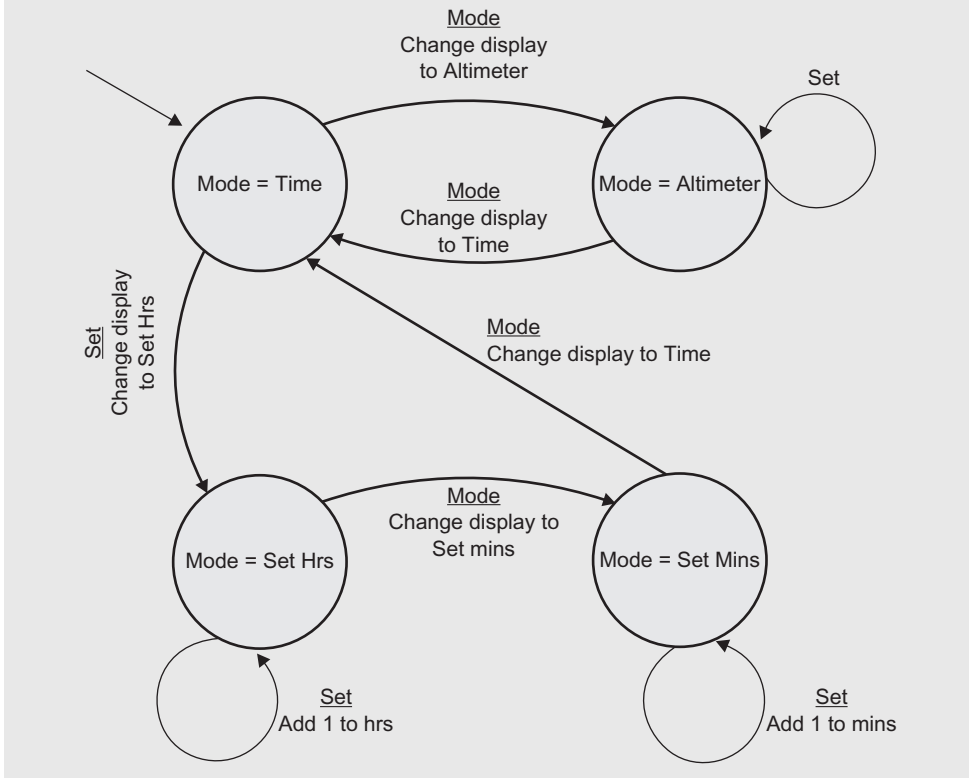 Mode
Change display
to Altimeter
Set
Mode = Time
Mode = Altimeter
Mode
Change display
to Time
Set
Change display
to Set Hrs
Mode
Change display to Time
Mode
Change display to
Set mins
Mode = Set Hrs
Mode = Set Mins
Set
Add 1 to hrs
Set
Add 1 to mins